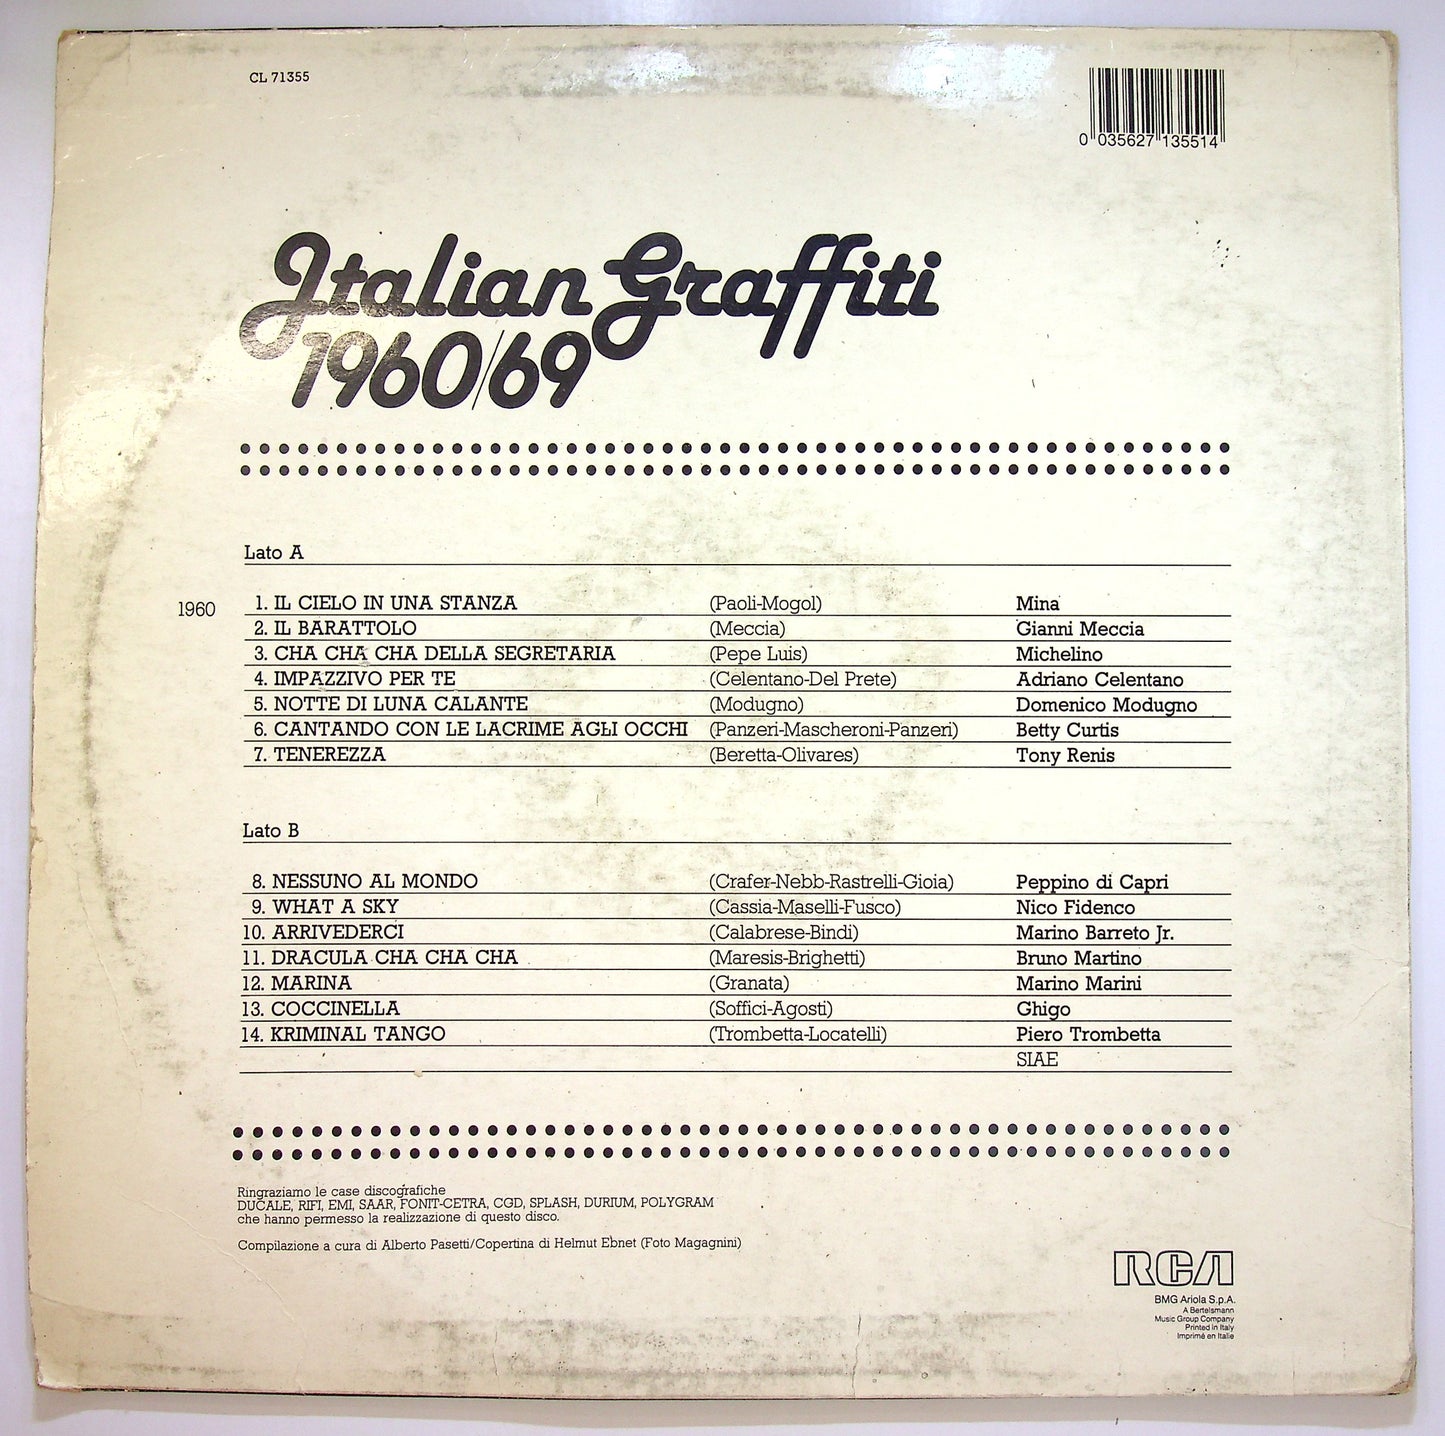 CL 71355
0 035627 135514
Italian Graffiti
1960/69
Lato A
1960
1. IL CIELO IN UNA STANZA (Paoli-Mogol) Mina
2. IL BARATTOLO (Meccia) Gianni Meccia
3. CHA CHA CHA DELLA SEGRETARIA (Pepe Luis) Michelino
4. IMPAZZIVO PER TE (Celentano-Del Prete) Adriano Celentano
5. NOTTE DI LUNA CALANTE (Modugno) Domenico Modugno
6. CANTANDO CON LE LACRIME AGLI OCCHI (Panzeri-Mascheroni-Panzeri) Betty Curtis
7. TENEREZZA (Beretta-Olivares) Tony Renis
Lato B
8. NESSUNO AL MONDO (Crafer-Nebb-Rastrelli-Gioia) Peppino di Capri
9. WHAT A SKY (Cassia-Maselli-Fusco) Nico Fidenco
10. ARRIVEDERCI (Calabrese-Bindi) Marino Barreto Jr.
11. DRACULA CHA CHA CHA (Maresis-Brighetti) Bruno Martino
12. MARINA (Granata) Marino Marini
13. COCCINELLA (Soffici-Agosti) Ghigo
14. KRIMINAL TANGO (Trombetta-Locatelli) Piero Trombetta
SIAE
Ringraziamo le case discografiche
DUCALE, RIFI, EMI, SAAR, FONIT-CETRA, CGD, SPLASH, DURIUM, POLYGRAM
che hanno permesso la realizzazione di questo disco.
Compilazione a cura di Alberto Pasetti/Copertina di Helmut Ebnet (Foto Magagnini)
RCA
BMG Ariola S.p.A.
A Bertelsmann
Music Group Company
Printed in Italy
Imprimé en Italie